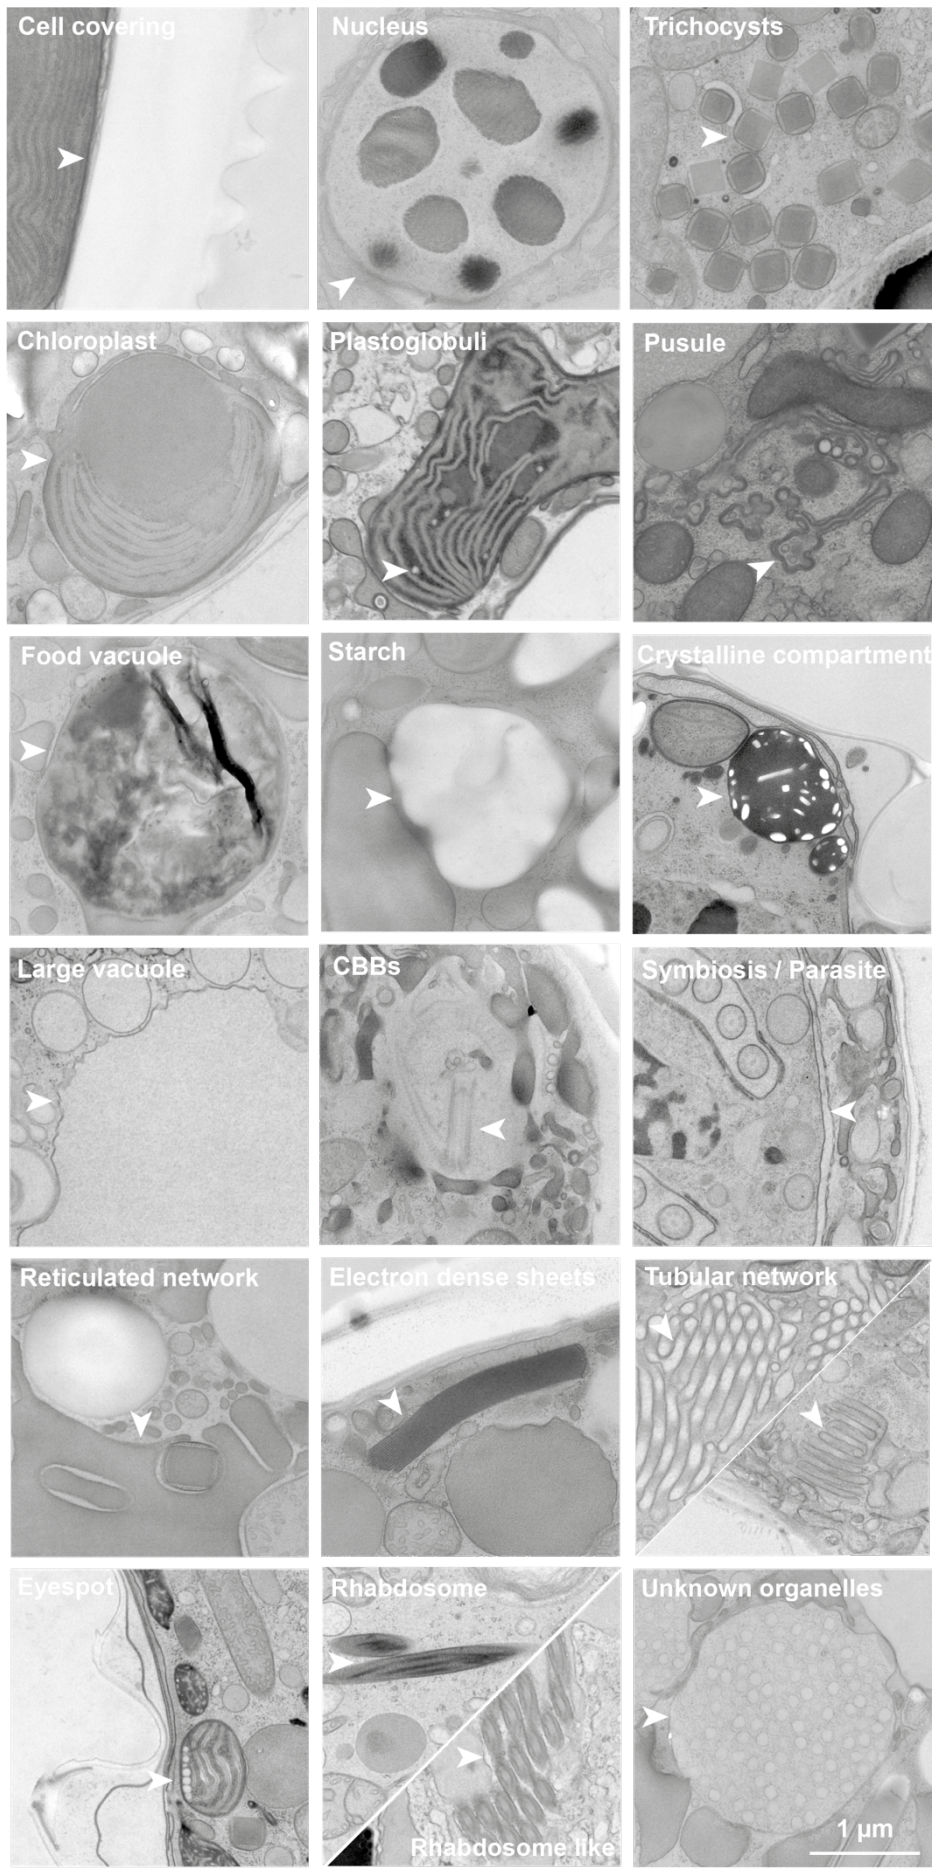 Cell covering
Nucleus
Trichocysts
Chloroplast
Plastoglobuli
Pusule
Food vacuole
Starch
Crystalline compartment
Large vacuole
CBBs
Symbiosis / Parasite
Reticulated network
Electron dense sheets
Tubular network
Eyespot
Rhabdosome
Rhabdosome like
Unknown organelles
1 µm